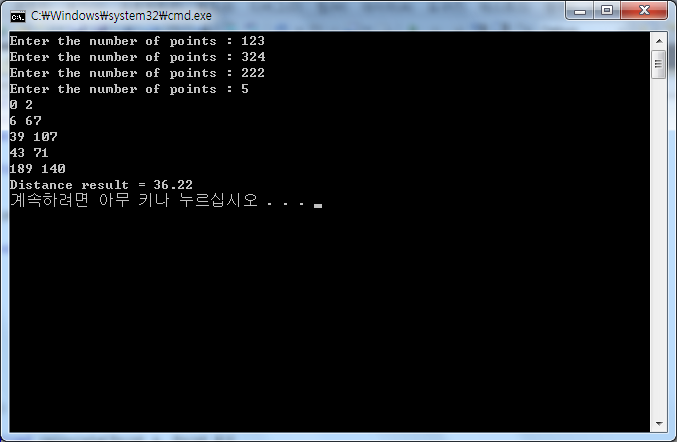 C:₩Windows₩system32₩cmd.exe
Enter the number of points : 123
Enter the number of points : 324
Enter the number of points : 222
Enter the number of points : 5
0 2
6 67
39 107
43 71
189 140
Distance result = 36.22
계속하려면 아무 키나 누르십시오 . . .